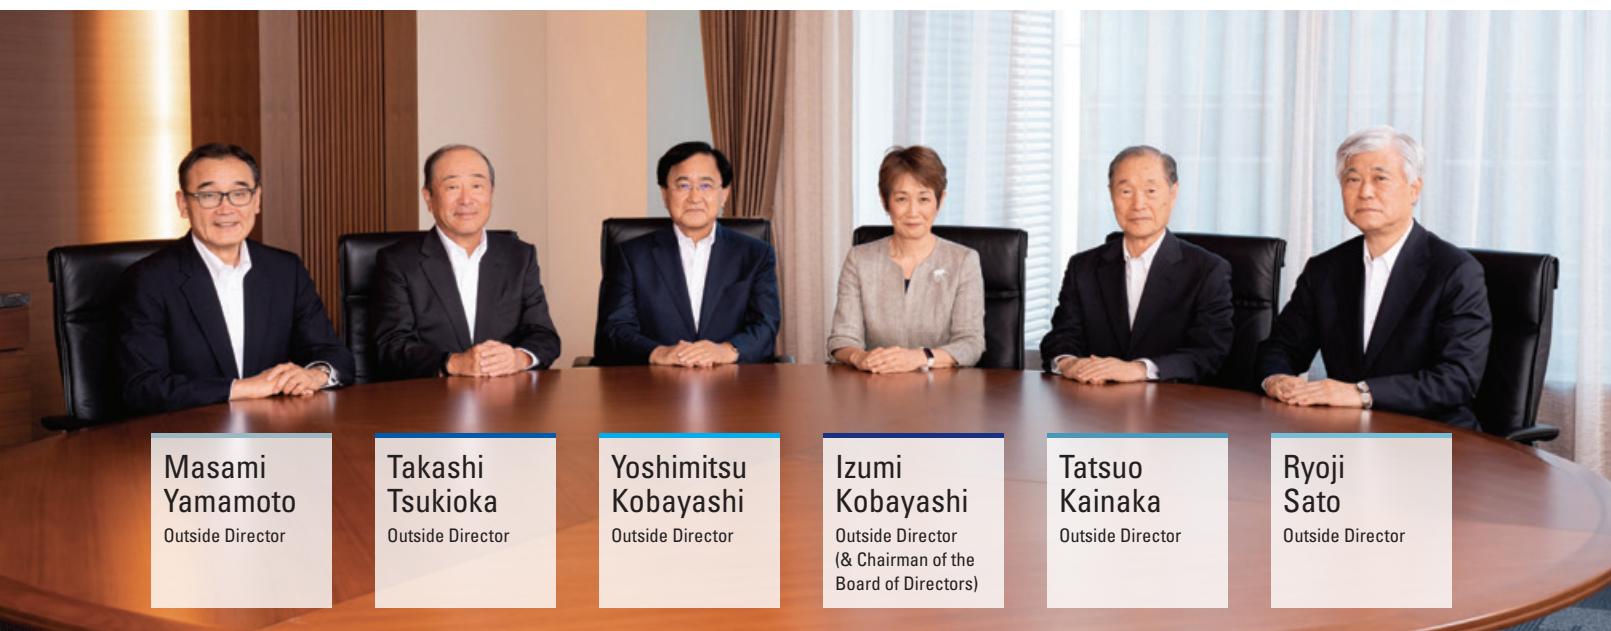 Masami
Yamamoto
Outside Director
Takashi
Tsukioka
Outside Director
Yoshimitsu
Kobayashi
Outside Director
Izumi
Kobayashi
Outside Director
(& Chairman of the
Board of Directors)
Tatsuo
Kainaka
Outside Director
Ryoji
Sato
Outside Director